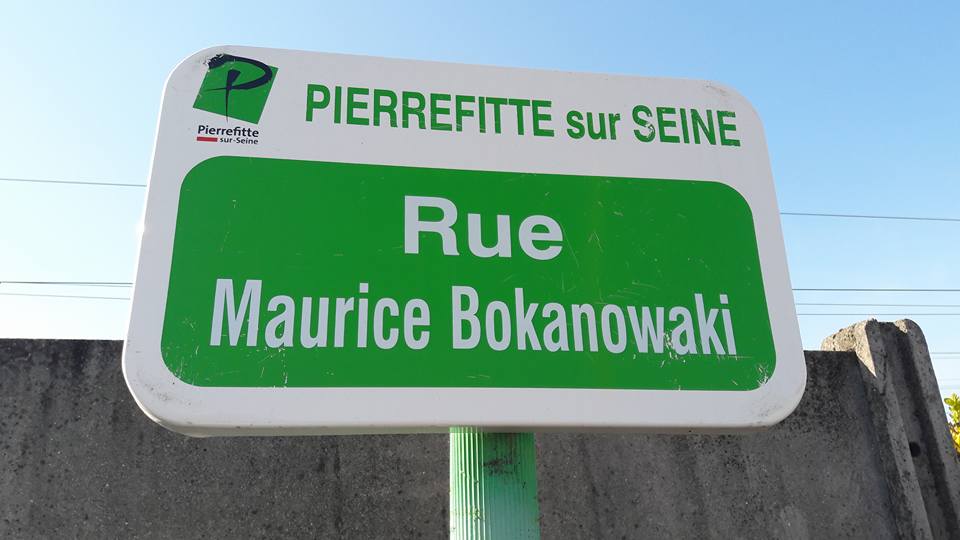 PIERREFITTE sur SEINE
P
Pierrefitte
sur-Seine
Rue
Maurice Bokanowaki